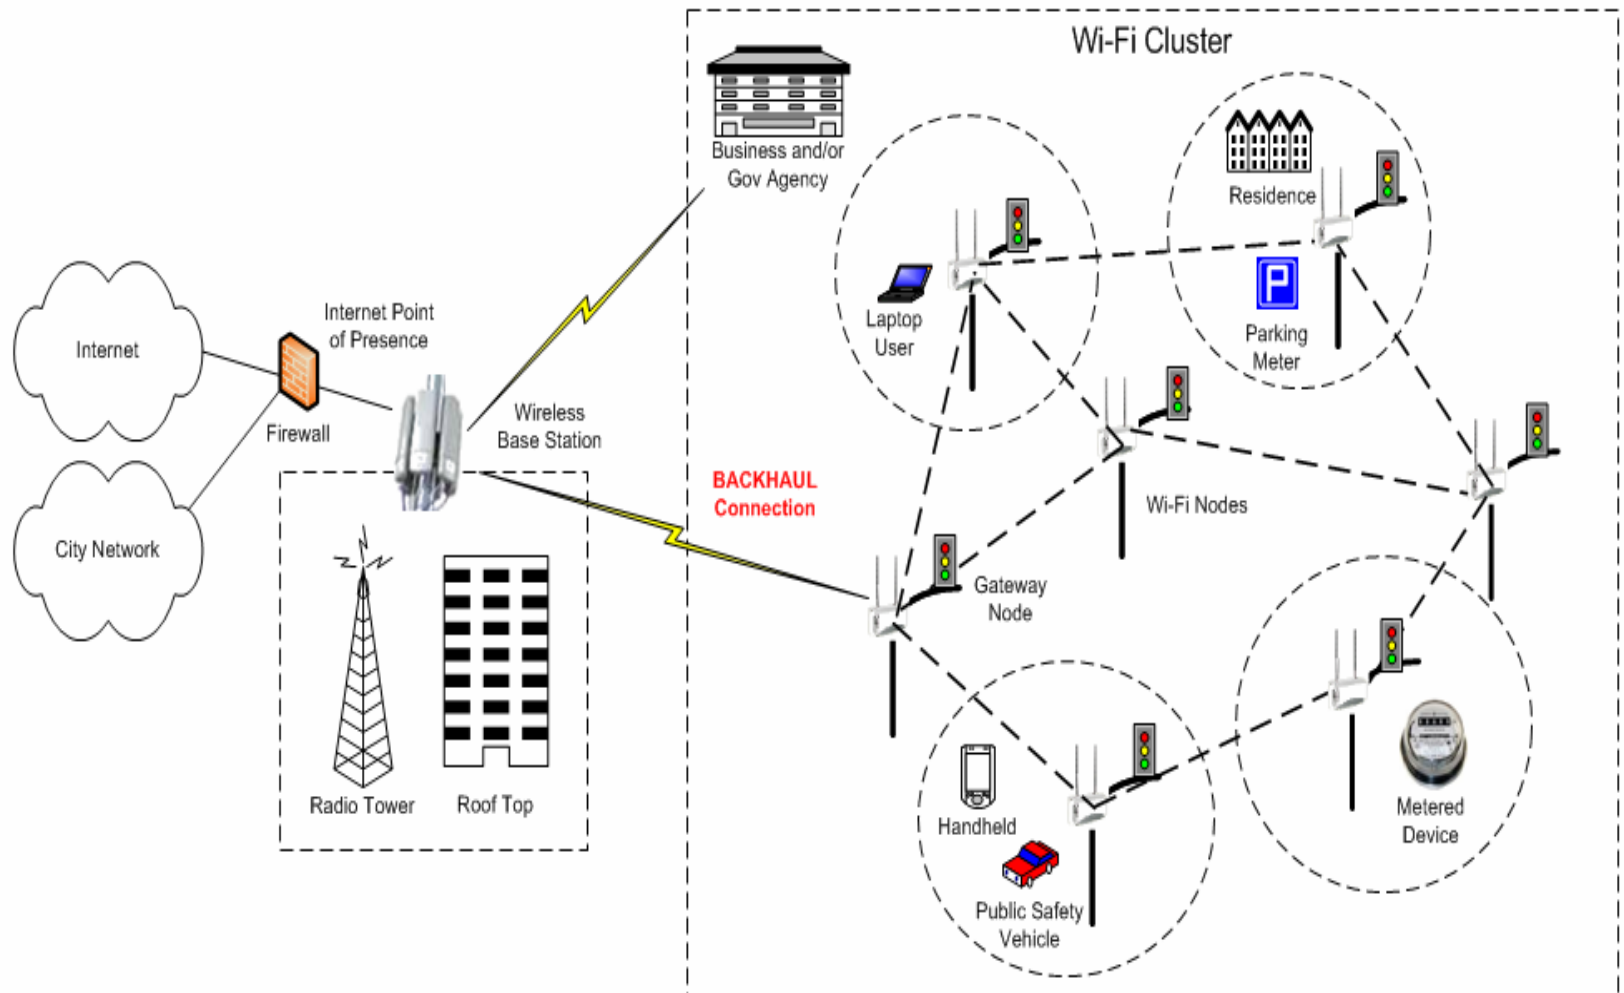 Wi-Fi Cluster
Business and/or
Gov Agency
Residence
Internet Point
of Presence
Internet
Firewall
Wireless
Base Station
Laptop
User
Parking
Meter
BACKHAUL
Connection
Wi-Fi Nodes
City Network
Gateway
Node
Radio Tower
Roof Top
Handheld
Metered
Device
Public Safety
Vehicle
P